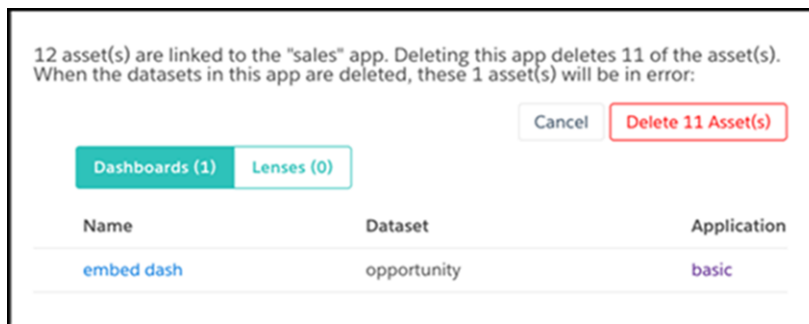 12 asset(s) are linked to the "sales" app. Deleting this app deletes 11 of the asset(s).
When the datasets in this app are deleted, these 1 asset(s) will be in error:
Cancel Delete 11 Asset(s)
Dashboards (1) Lenses (0)
Name Dataset Application
embed dash opportunity basic